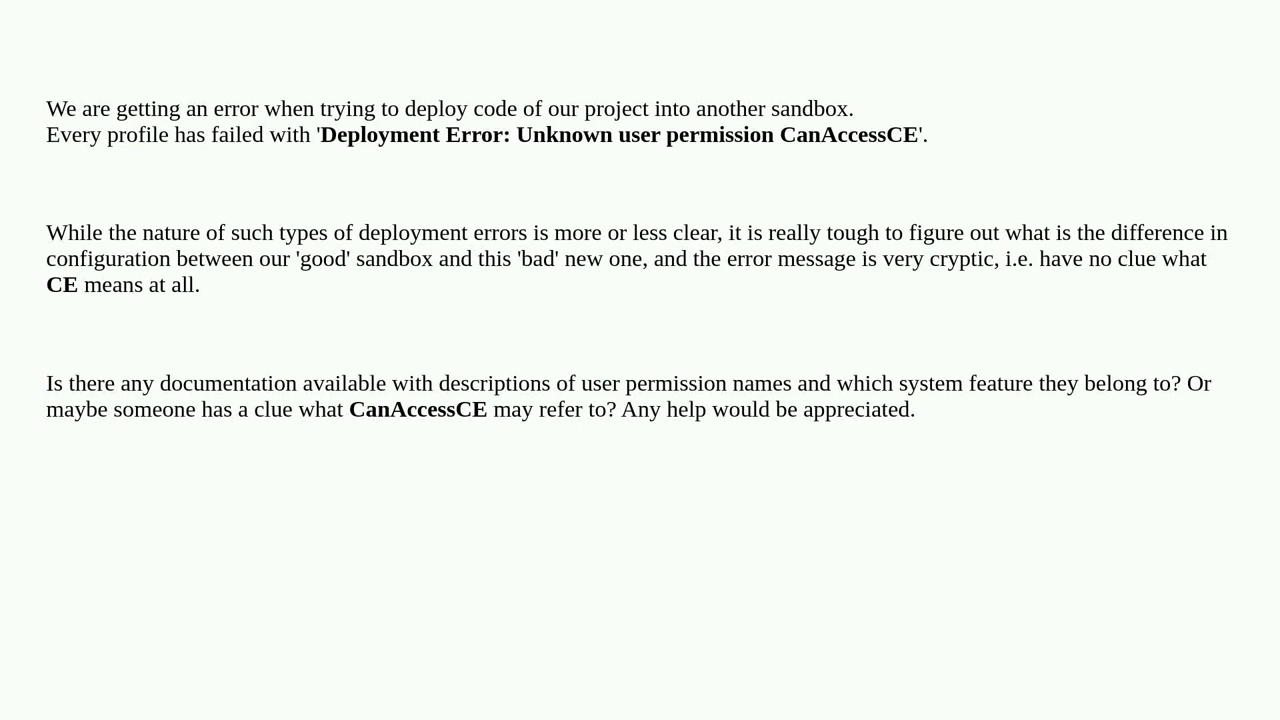 We are getting an error when trying to deploy code of our project into another sandbox.
Every profile has failed with 'Deployment Error: Unknown user permission CanAccessCE'.
While the nature of such types of deployment errors is more or less clear, it is really tough to figure out what is the difference in
configuration between our 'good' sandbox and this 'bad' new one, and the error message is very cryptic, i.e. have no clue what
CE means at all.
Is there any documentation available with descriptions of user permission names and which system feature they belong to? Or
maybe someone has a clue what CanAccessCE may refer to? Any help would be appreciated.